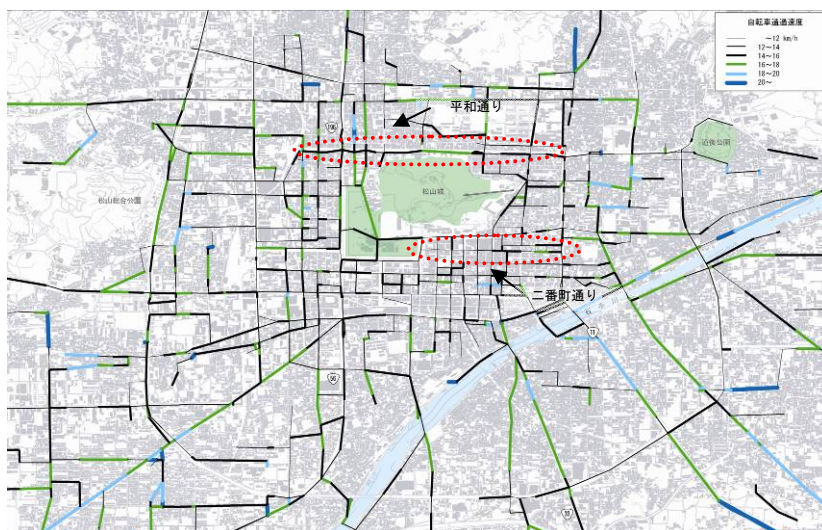 自転車通過速度
～12 km/h
12～14
14～16
16～18
18～20
20～
平和通り
196
道後公園
松山城
松山総合公園
二番町通り
11
56
33